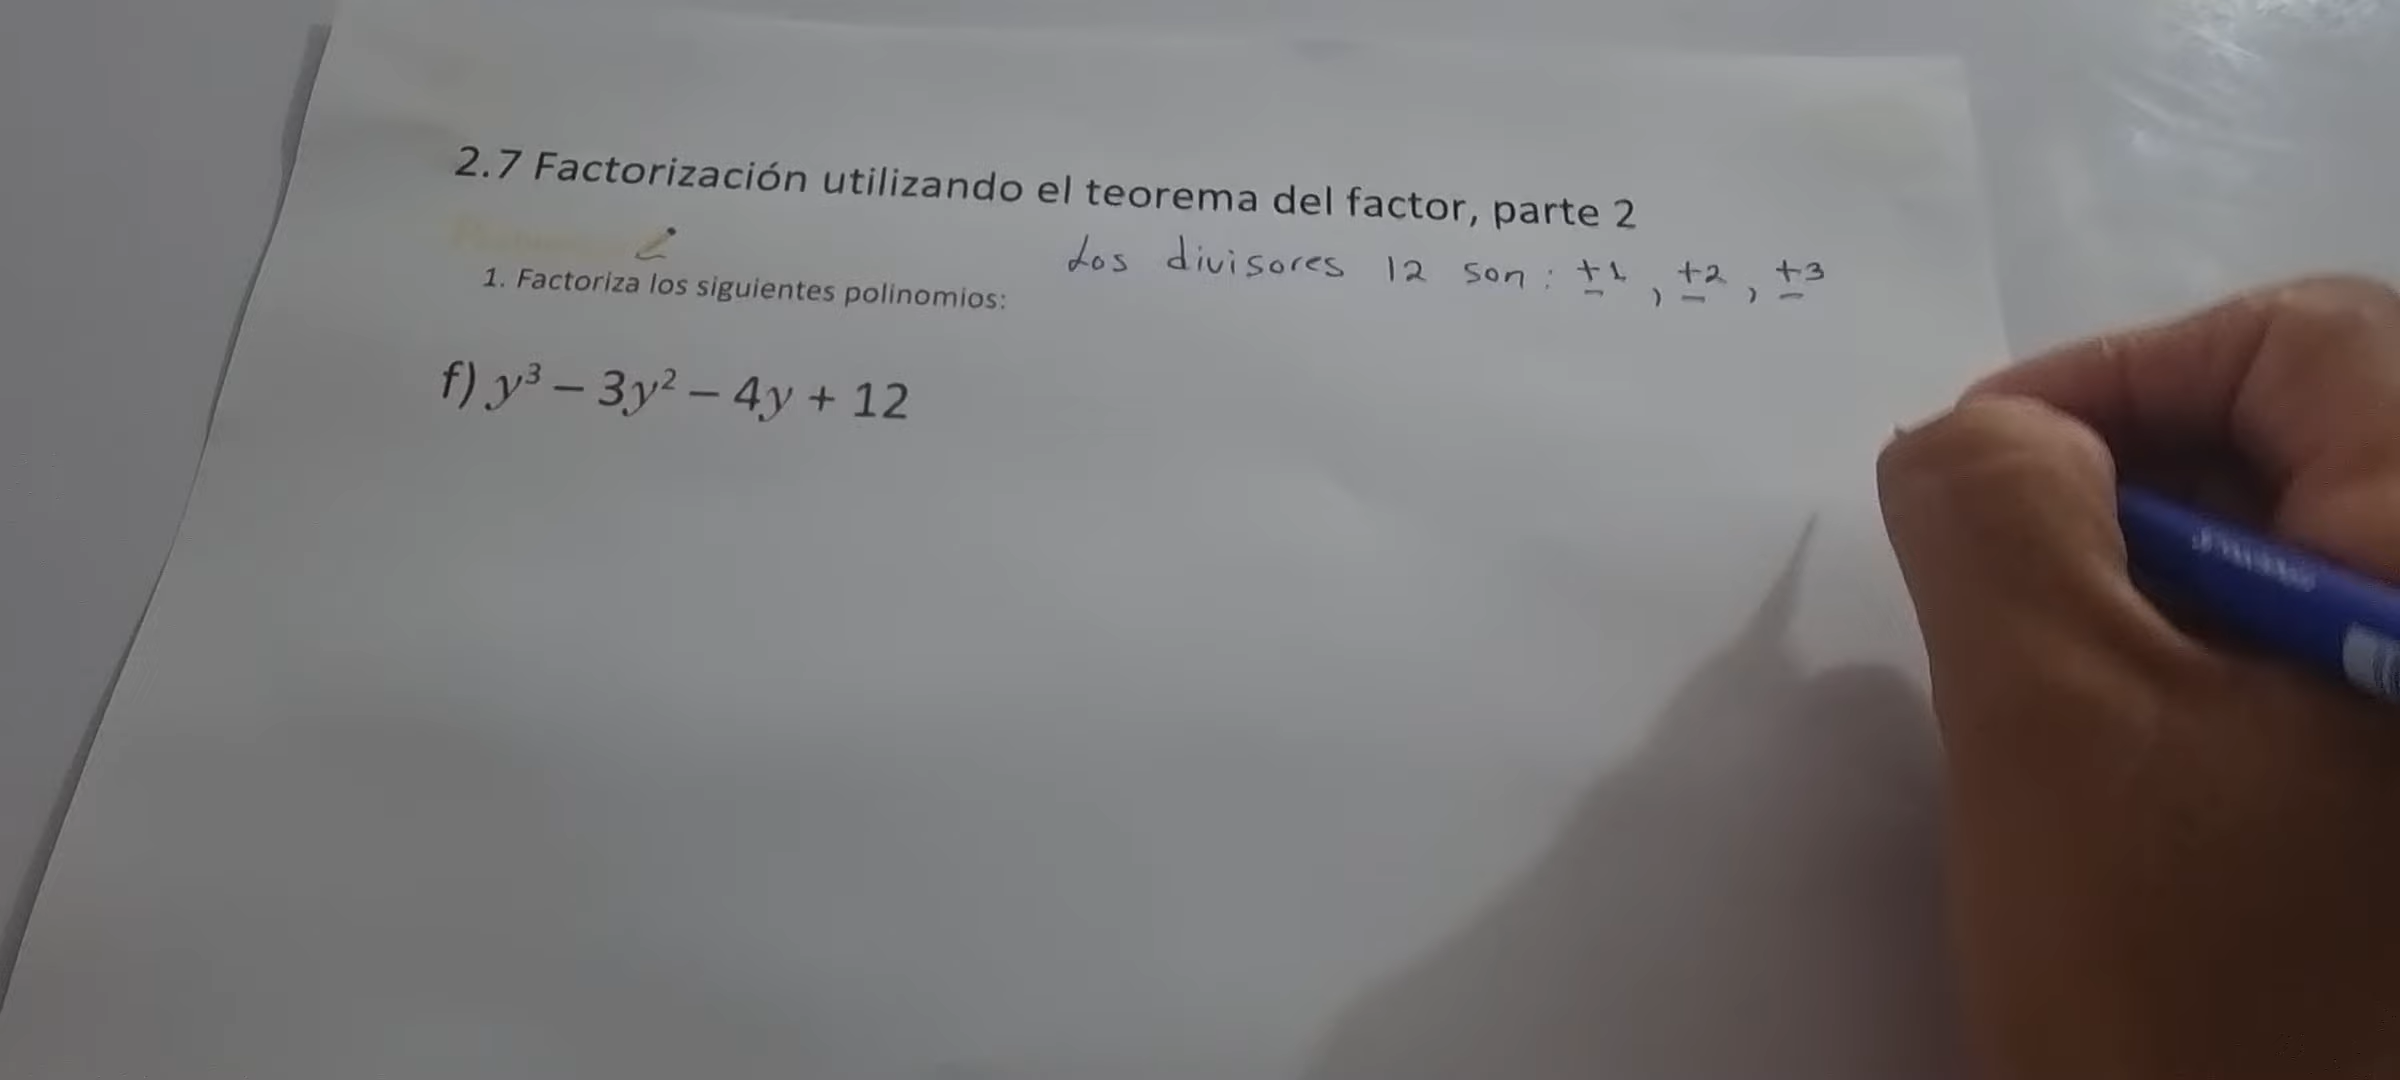 2.7 Factorización utilizando el teorema del factor, parte 2
Los divisores 12 son: ±1, ±2, ±3
1. Factoriza los siguientes polinomios:
f) y³ – 3y² – 4y + 12